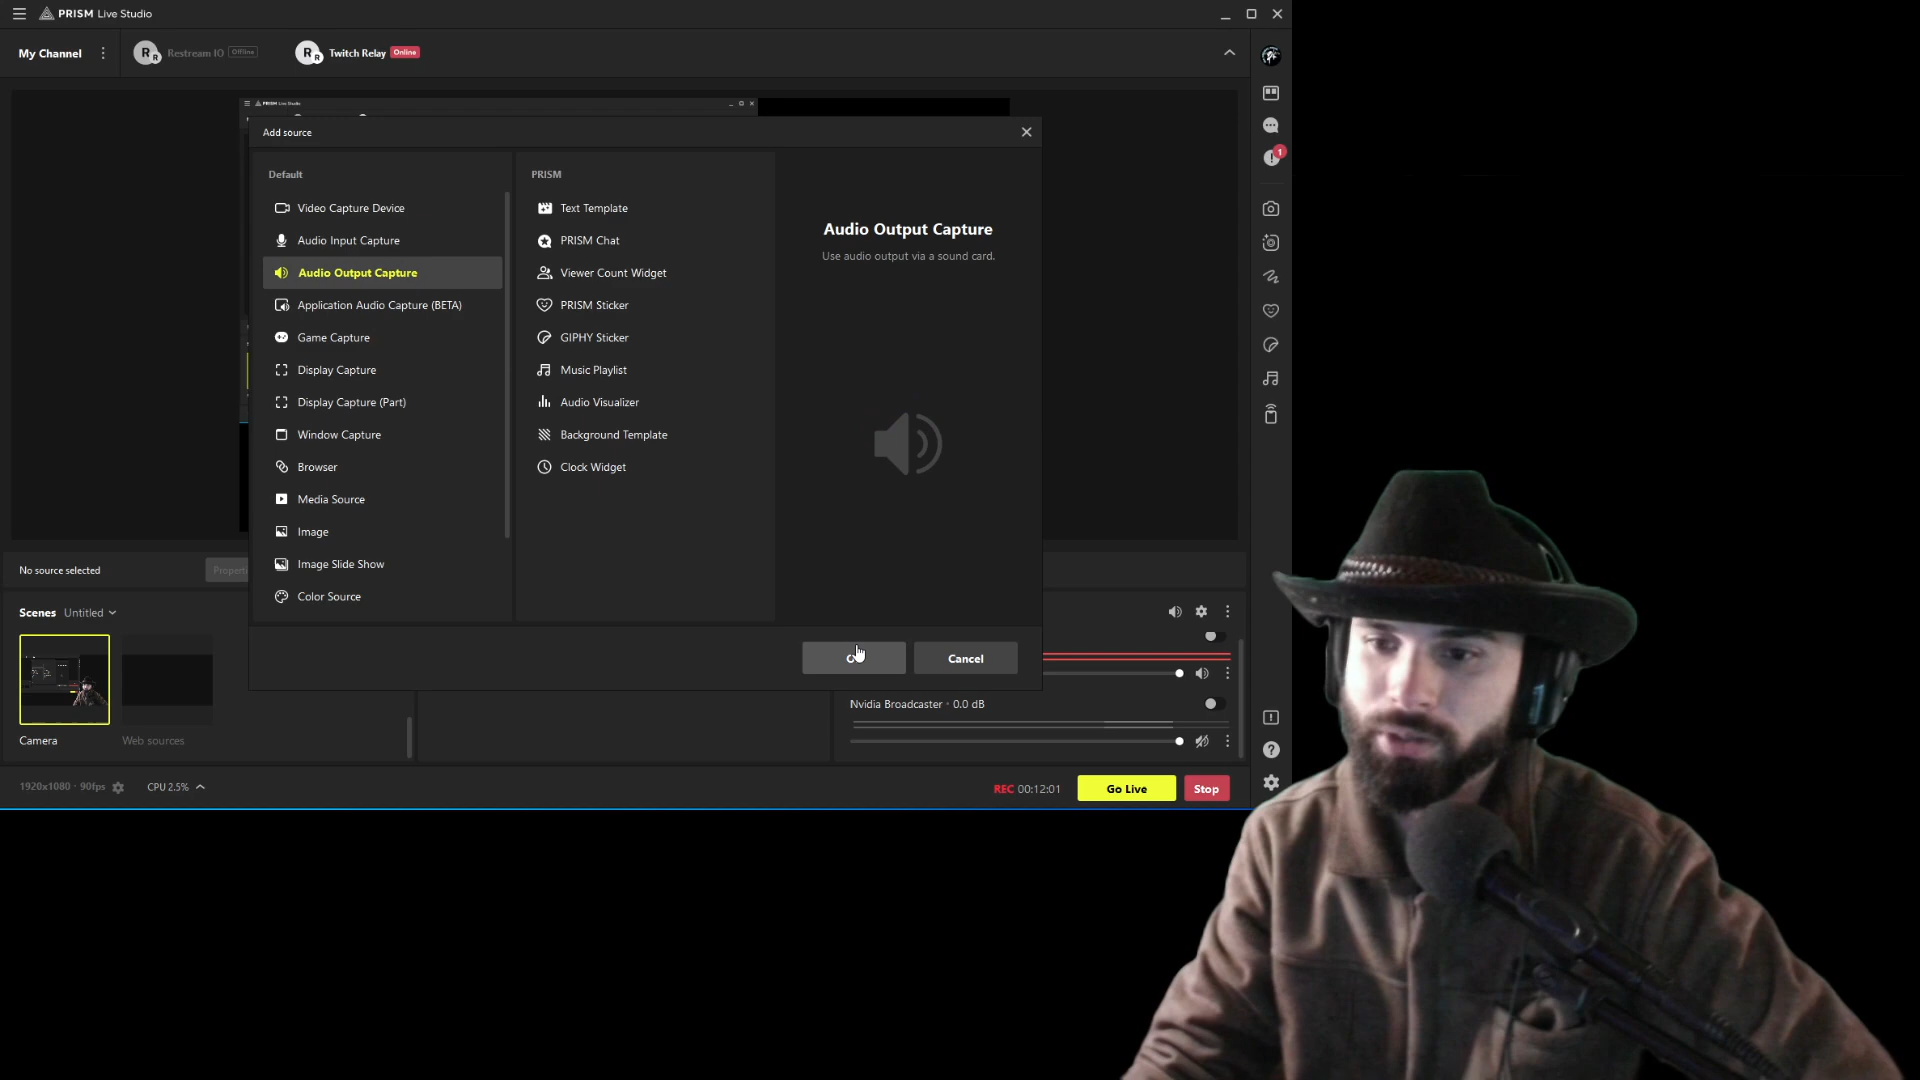 PRISM Live Studio
My Channel
R R Restream IO Offline
R R Twitch Relay Online
PRISM Live Studio
Add source
Default
Video Capture Device
Audio Input Capture
Audio Output Capture
Application Audio Capture (BETA)
Game Capture
Display Capture
Display Capture (Part)
Window Capture
Browser
Media Source
Image
Image Slide Show
Color Source
PRISM
Text Template
PRISM Chat
Viewer Count Widget
PRISM Sticker
GIPHY Sticker
Music Playlist
Audio Visualizer
Background Template
Clock Widget
Audio Output Capture
Use audio output via a sound card.
Cancel
1
No source selected
Scenes Untitled
Camera
Web sources
Nvidia Broadcaster • 0.0 dB
1920x1080 • 90fps
CPU 2.5%
REC 00:12:01
Go Live
Stop